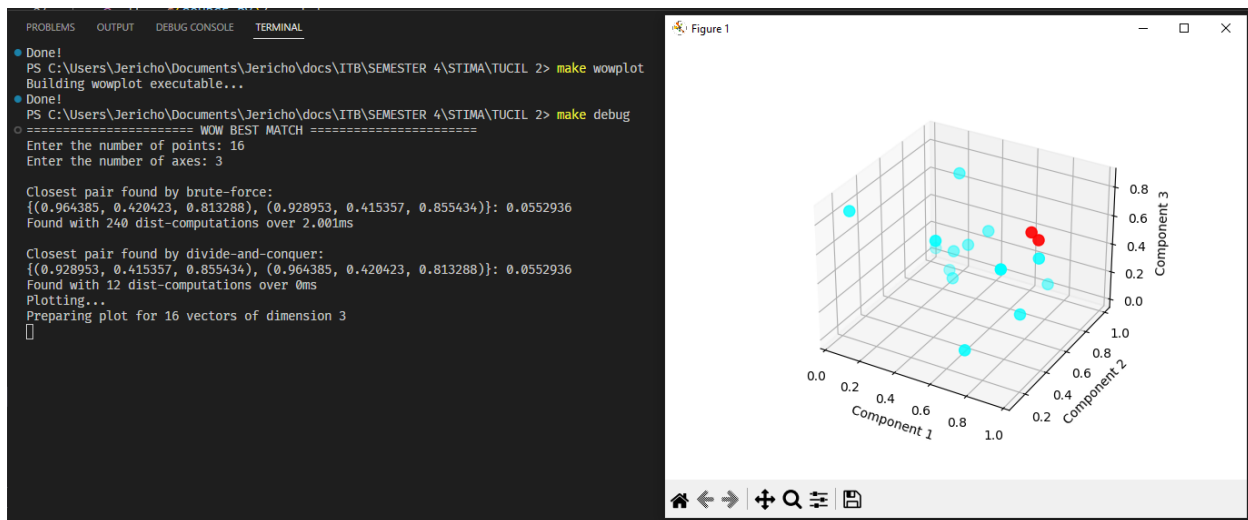 PROBLEMS OUTPUT DEBUG CONSOLE TERMINAL
Done!
PS C:\Users\Jericho\Documents\Jericho\docs\ITB\SEMESTER 4\STIMA\TUCIL 2> make wowplot
Building wowplot executable...
Done!
PS C:\Users\Jericho\Documents\Jericho\docs\ITB\SEMESTER 4\STIMA\TUCIL 2> make debug
======================= WOW BEST MATCH =======================
Enter the number of points: 16
Enter the number of axes: 3
Closest pair found by brute-force:
{(0.964385, 0.420423, 0.813288), (0.928953, 0.415357, 0.855434)}: 0.0552936
Found with 240 dist-computations over 2.001ms
Closest pair found by divide-and-conquer:
{(0.928953, 0.415357, 0.855434), (0.964385, 0.420423, 0.813288)}: 0.0552936
Found with 12 dist-computations over 0ms
Plotting...
Preparing plot for 16 vectors of dimension 3
Figure 1
0.8
0.6
0.4
0.2
0.0
Component 3
1.0
0.8
0.6
0.4
0.2
Component 2
0.0
0.2
0.4
0.6
0.8
1.0
Component 1